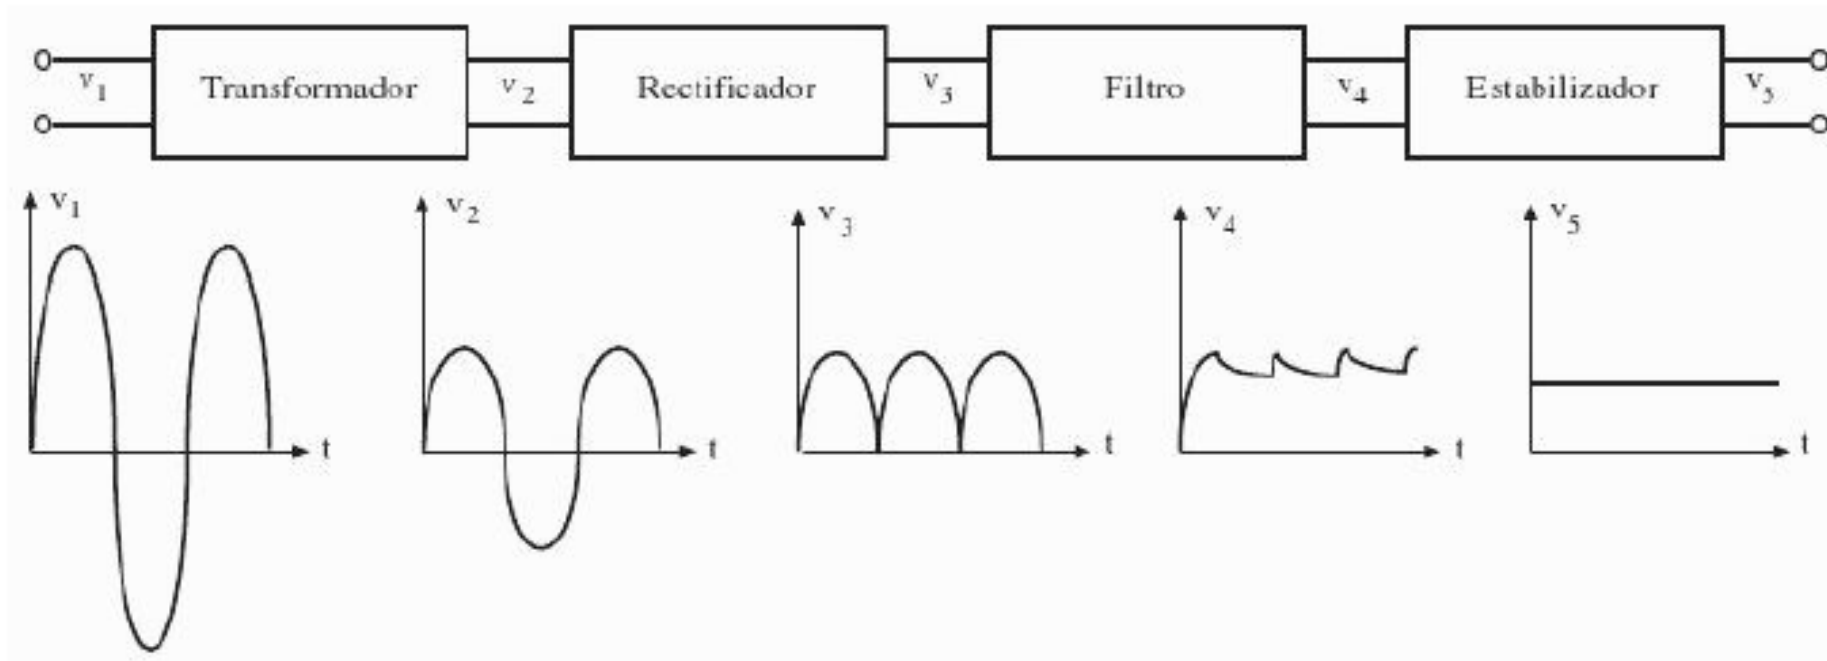 v1 Transformador v2 Rectificador v3 Filtro v4 Estabilizador v5
v1 v2 v3 v4 v5
t t t t t